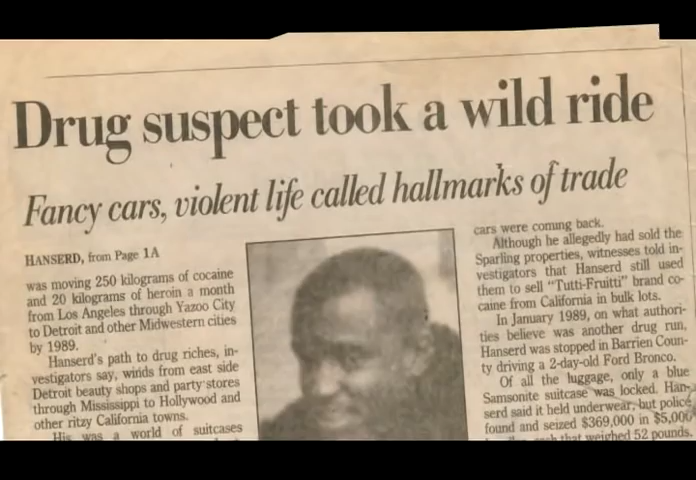 Drug suspect took a wild ride
Fancy cars, violent life called hallmarks of trade
HANSERD, from Page 1A
was moving 250 kilograms of cocaine
and 20 kilograms of heroin a month
from Los Angeles through Yazoo City
to Detroit and other Midwestern cities
by 1989.
Hanserd's path to drug riches, in-
vestigators say, winds from east side
Detroit beauty shops and party stores
through Mississippi to Hollywood and
other ritzy California towns.
His was a world of suitcases
cars were coming back.
Although he allegedly had sold the
Sparling properties, witnesses told in-
vestigators that Hanserd still used
them to sell "Tutti-Fruitti" brand co-
caine from California in bulk lots.
In January 1989, on what authori-
ties believe was another drug run,
Hanserd was stopped in Barrien Coun-
ty driving a 2-day-old Ford Bronco.
Of all the luggage, only a blue
Samsonite suitcase was locked. Han-
serd said it held underwear, but police
found and seized $369,000 in $5,000
cash that weighed 52 pounds.